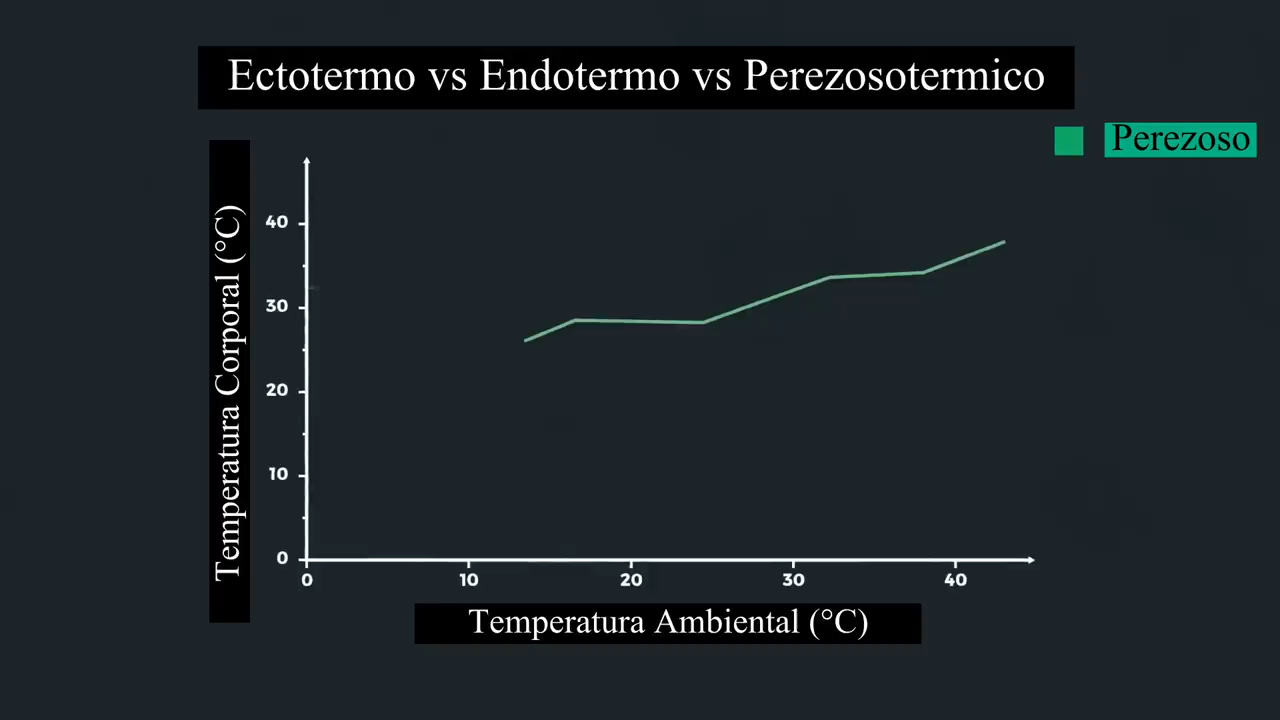 Ectotermo vs Endotermo vs Perezosotermico
Perezoso
Temperatura Corporal (°C)
40
30
20
10
0
0 10 20 30 40
Temperatura Ambiental (°C)